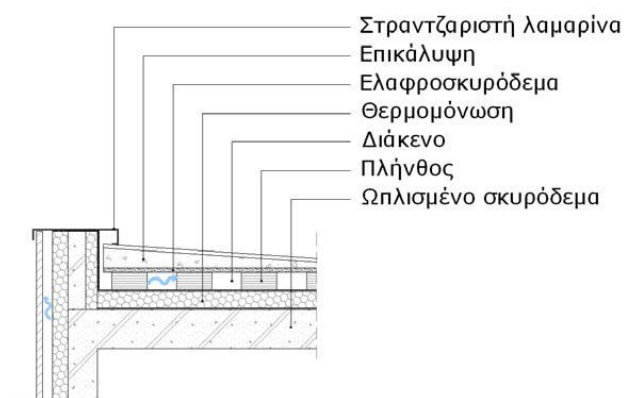 Στραντζαριστή λαμαρίνα
Επικάλυψη
Ελαφροσκυρόδεμα
Θερμομόνωση
Διάκενο
Πλήνθος
Ωπλισμένο σκυρόδεμα